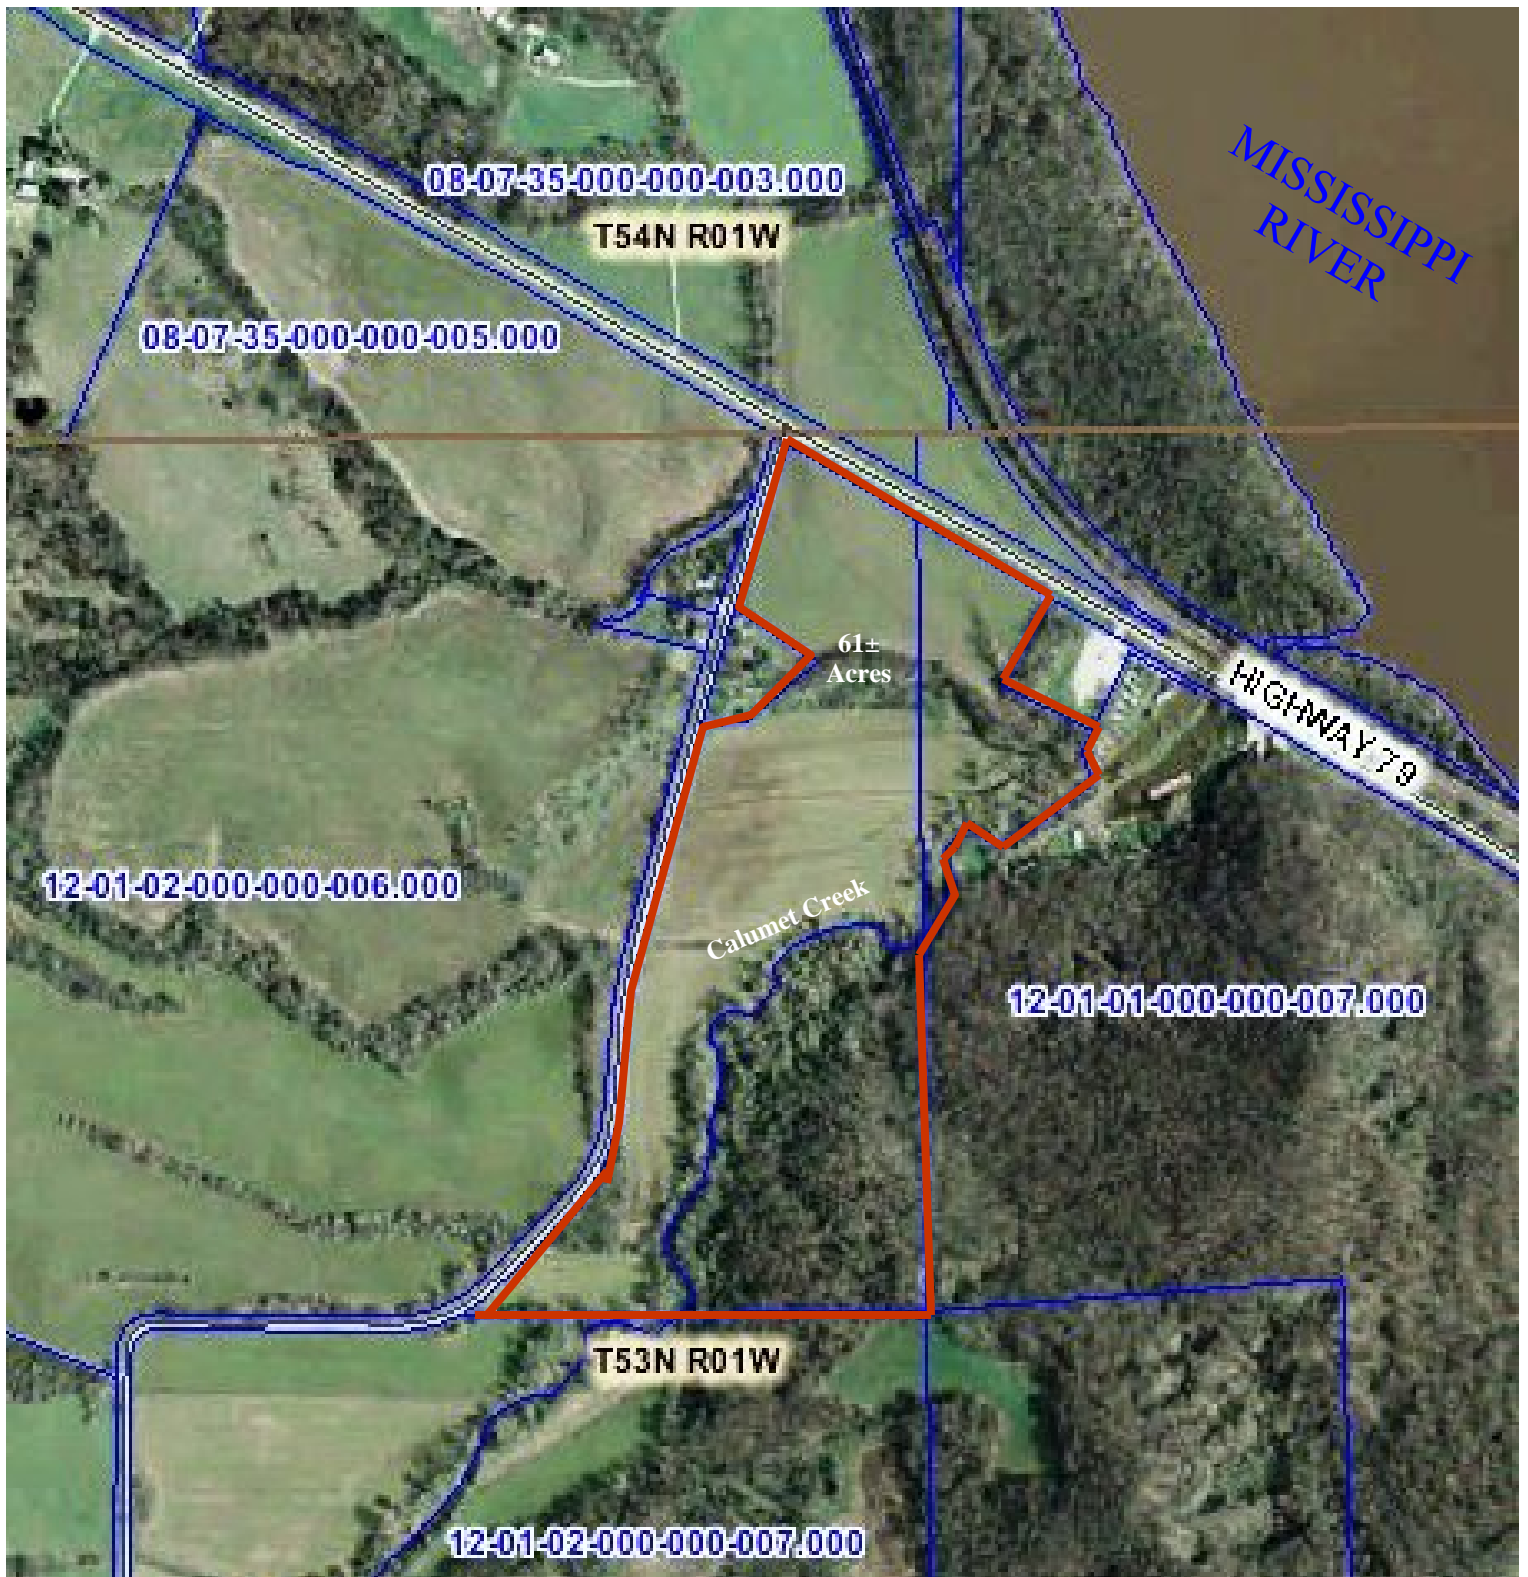 MISSISSIPPI
RIVER
08-07-35-000-000-003.000
T54N R01W
08-07-35-000-000-005.000
61±
Acres
HIGHWAY 79
12-01-02-000-000-006.000
Calumet Creek
12-01-01-000-000-007.000
T53N R01W
12-01-02-000-000-007.000